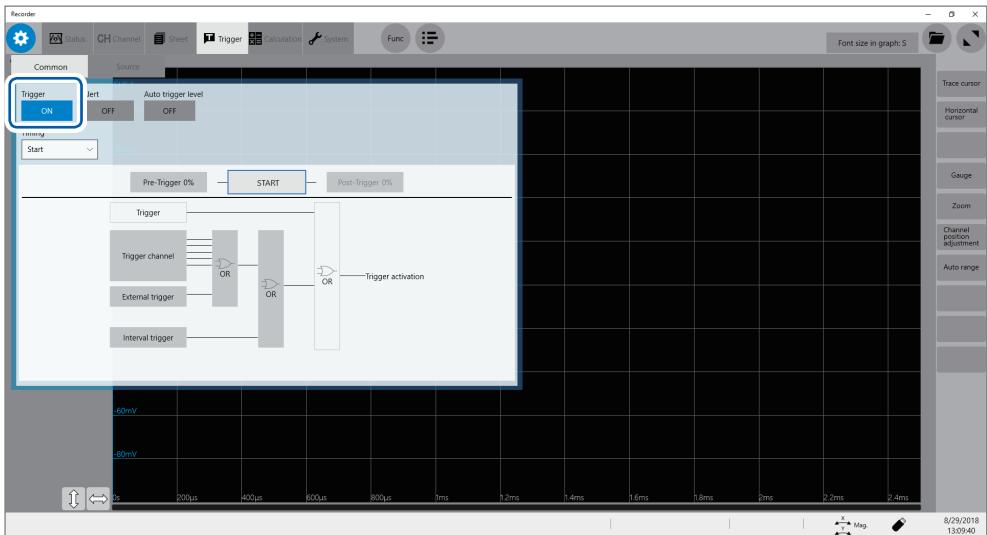 Recorder
Status CH Channel Sheet Trigger Calculation System Func Font size in graph: S
Common Source
Trigger Alert Auto trigger level
ON OFF OFF
Timing
Start
Pre-Trigger 0% START Post-Trigger 0%
Trigger
Trigger channel
OR
OR
OR
Trigger activation
External trigger
Interval trigger
Trace cursor
Horizontal
cursor
Gauge
Zoom
Channel
position
adjustment
Auto range
-60mV
-80mV
0s 200µs 400µs 600µs 800µs 1ms 1.2ms 1.4ms 1.6ms 1.8ms 2ms 2.2ms 2.4ms
X
Mag.
Y
8/29/2018
13:09:40